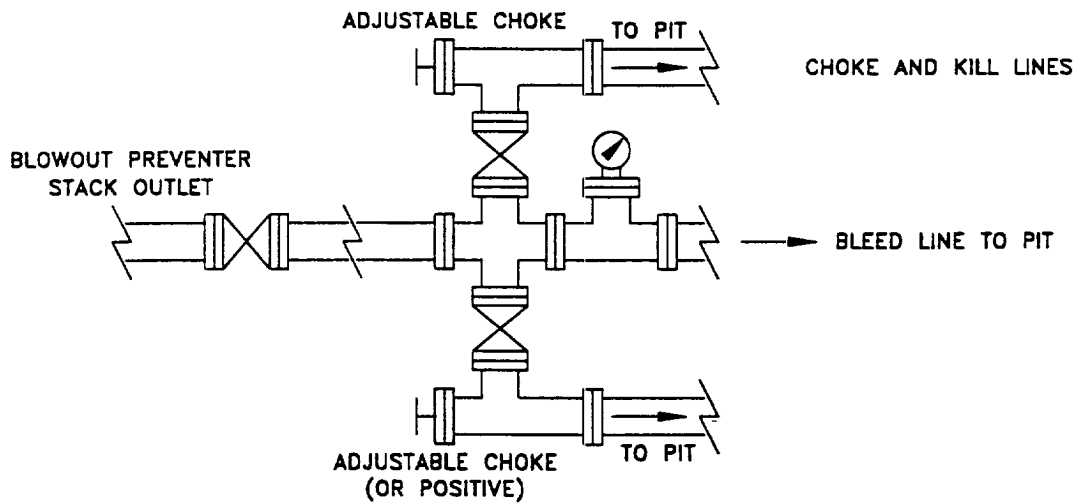 ADJUSTABLE CHOKE
TO PIT
CHOKE AND KILL LINES
BLOWOUT PREVENTER
STACK OUTLET
BLEED LINE TO PIT
ADJUSTABLE CHOKE
(OR POSITIVE)
TO PIT